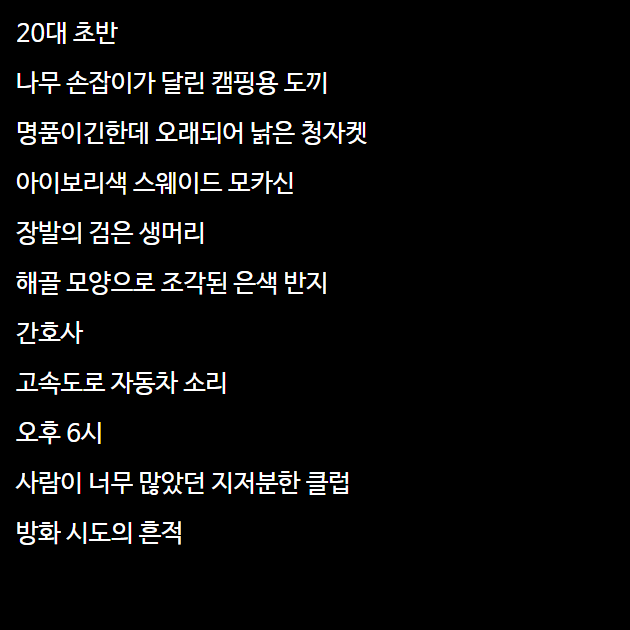 20대 초반
나무 손잡이가 달린 캠핑용 도끼
명품이긴한데 오래되어 낡은 청자켓
아이보리색 스웨이드 모카신
장발의 검은 생머리
해골 모양으로 조각된 은색 반지
간호사
고속도로 자동차 소리
오후 6시
사람이 너무 많았던 지저분한 클럽
방화 시도의 흔적